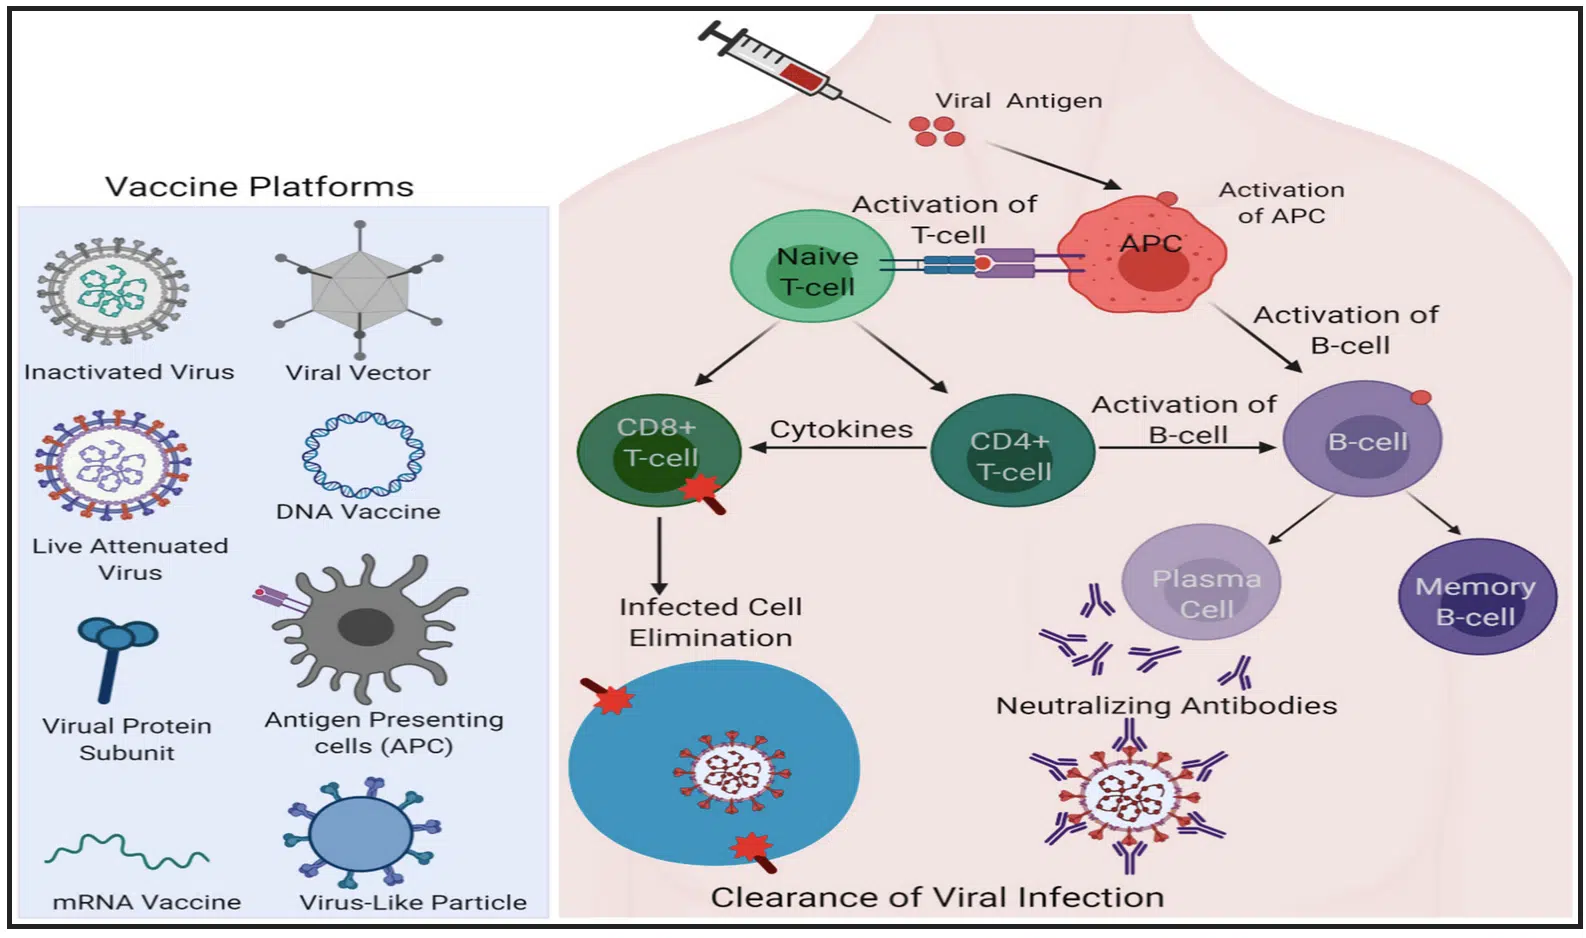 Vaccine Platforms
Inactivated Virus
Viral Vector
Live Attenuated
Virus
DNA Vaccine
Virual Protein
Subunit
Antigen Presenting
cells (APC)
mRNA Vaccine
Virus-Like Particle
Viral Antigen
Activation of
T-cell
Activation
of APC
Naive
T-cell
APC
Activation of
B-cell
CD8+
T-cell
Cytokines
CD4+
T-cell
Activation of
B-cell
B-cell
Infected Cell
Elimination
Plasma
Cell
Memory
B-cell
Neutralizing Antibodies
Clearance of Viral Infection